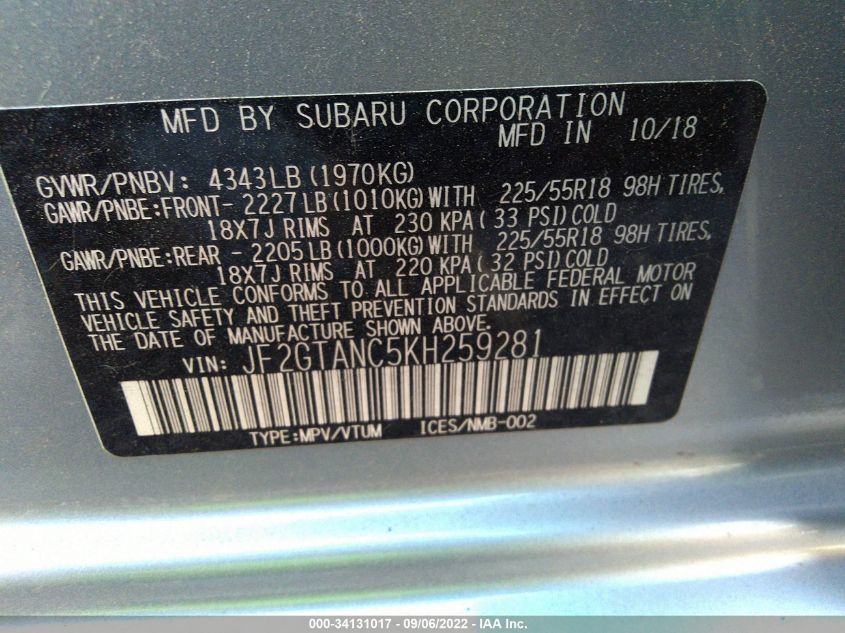 MFD BY SUBARU CORPORATION
MFD IN 10/18
GVWR/PNBV: 4343LB (1970KG)
GAWR/PNBE:FRONT- 2227LB (1010KG) WITH 225/55R18 98H TIRES,
18X7J RIMS AT 230 KPA ( 33 PSI) COLD
GAWR/PNBE:REAR - 2205LB (1000KG) WITH 225/55R18 98H TIRES,
18X7J RIMS AT 220 KPA ( 32 PSI) COLD
THIS VEHICLE CONFORMS TO ALL APPLICABLE FEDERAL MOTOR
VEHICLE SAFETY AND THEFT PREVENTION STANDARDS IN EFFECT ON
THE DATE OF MANUFACTURE SHOWN ABOVE.
VIN: JF2GTANC5KH259281
TYPE:MPV/VTUM ICES/NMB-002
000-34131017 - 09/06/2022 - IAA Inc.